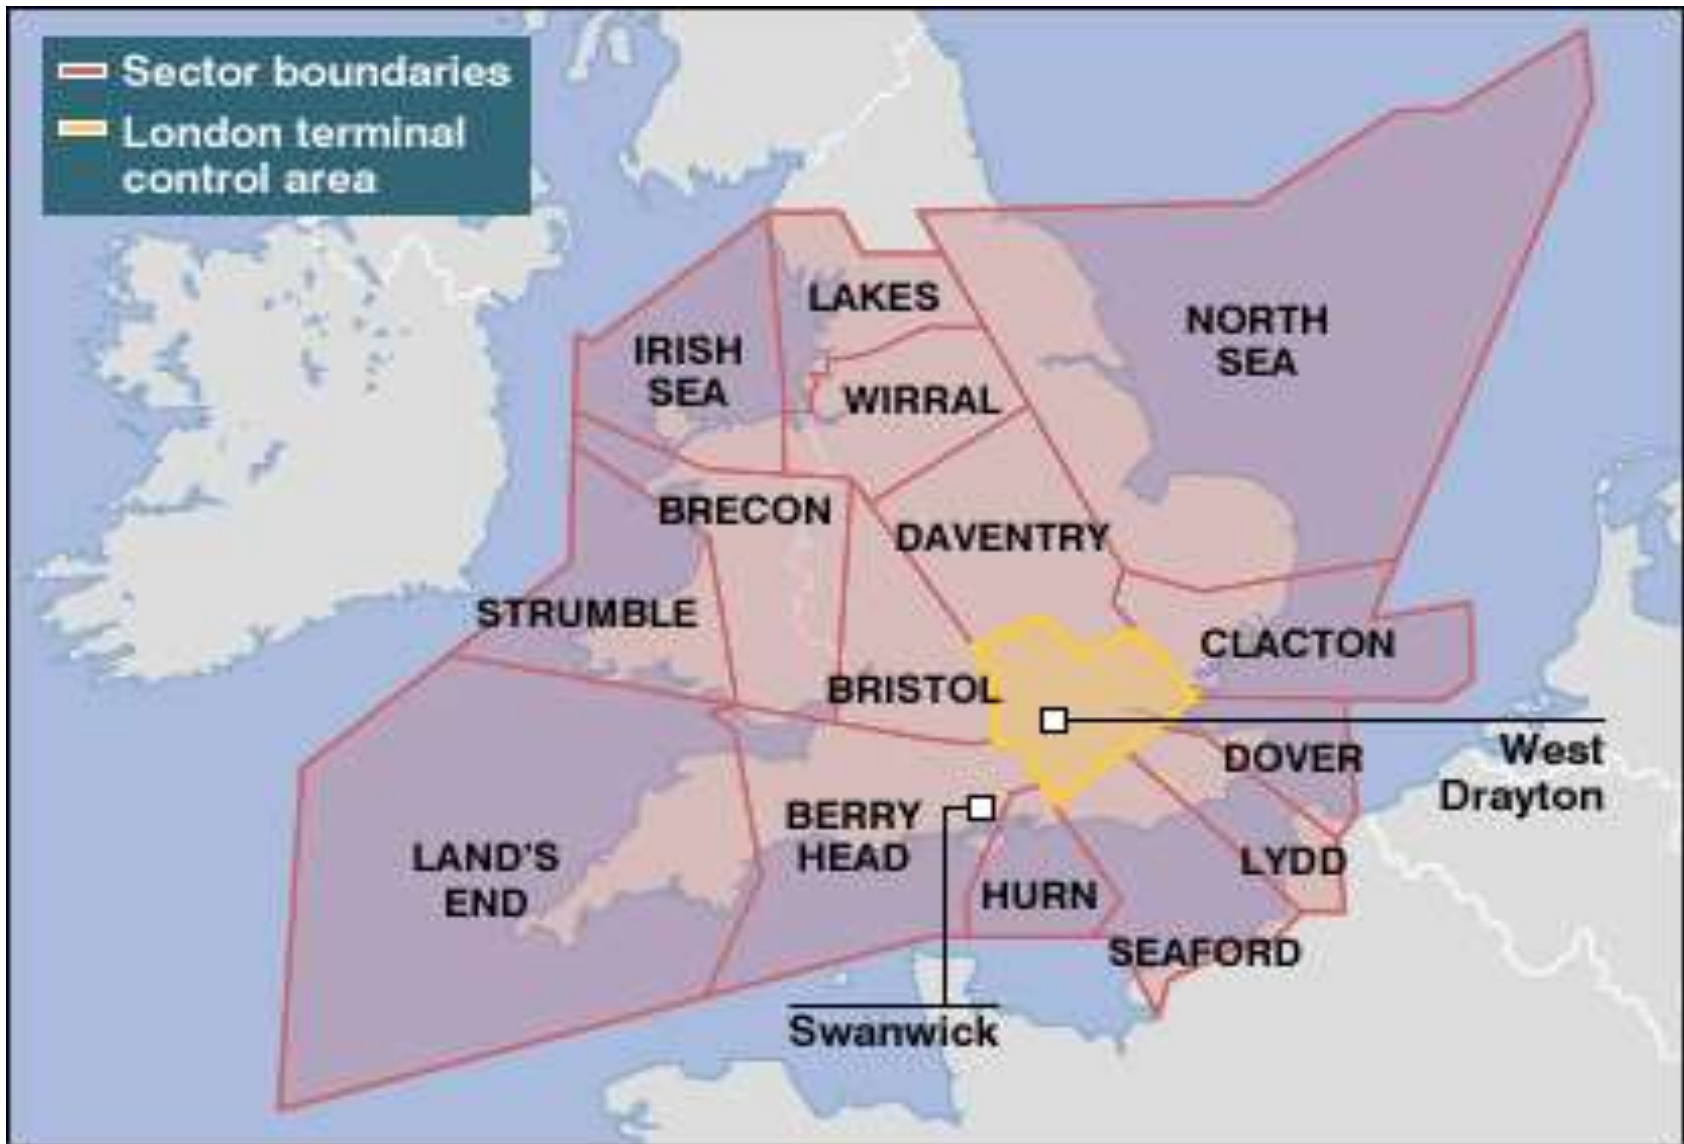 Sector boundaries
London terminal
control area
LAKES
NORTH
SEA
IRISH
SEA
WIRRAL
BRECON
DAVENTRY
STRUMBLE
CLACTON
BRISTOL
DOVER
West
Drayton
BERRY
HEAD
LAND'S
END
LYDD
HURN
SEAFORD
Swanwick